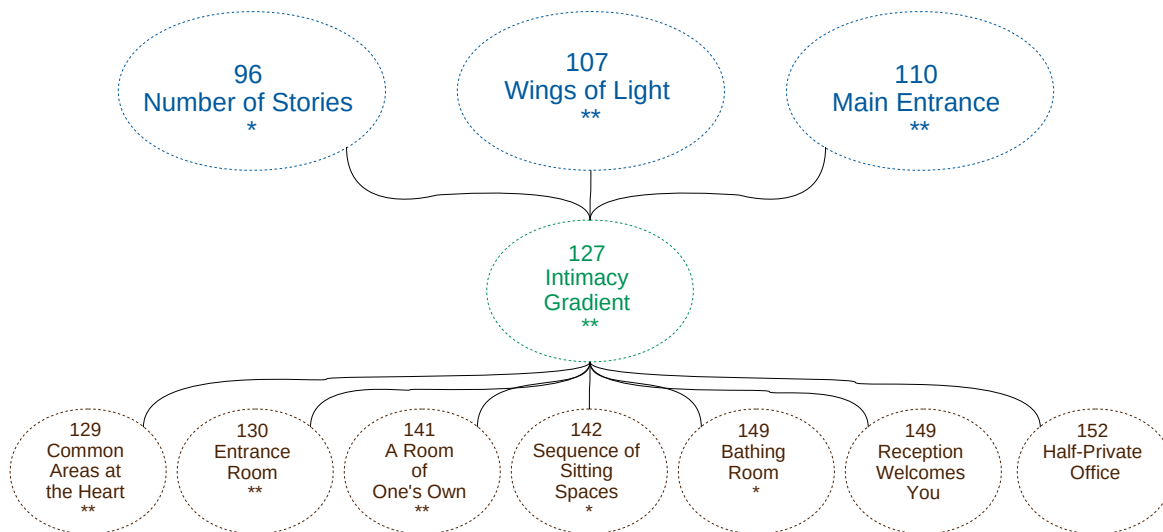 96
Number of Stories
*
107
Wings of Light
**
110
Main Entrance
**
127
Intimacy
Gradient
**
129
Common
Areas at
the Heart
**
130
Entrance
Room
**
141
A Room
of
One's Own
**
142
Sequence of
Sitting
Spaces
*
149
Bathing
Room
*
149
Reception
Welcomes
You
152
Half-Private
Office